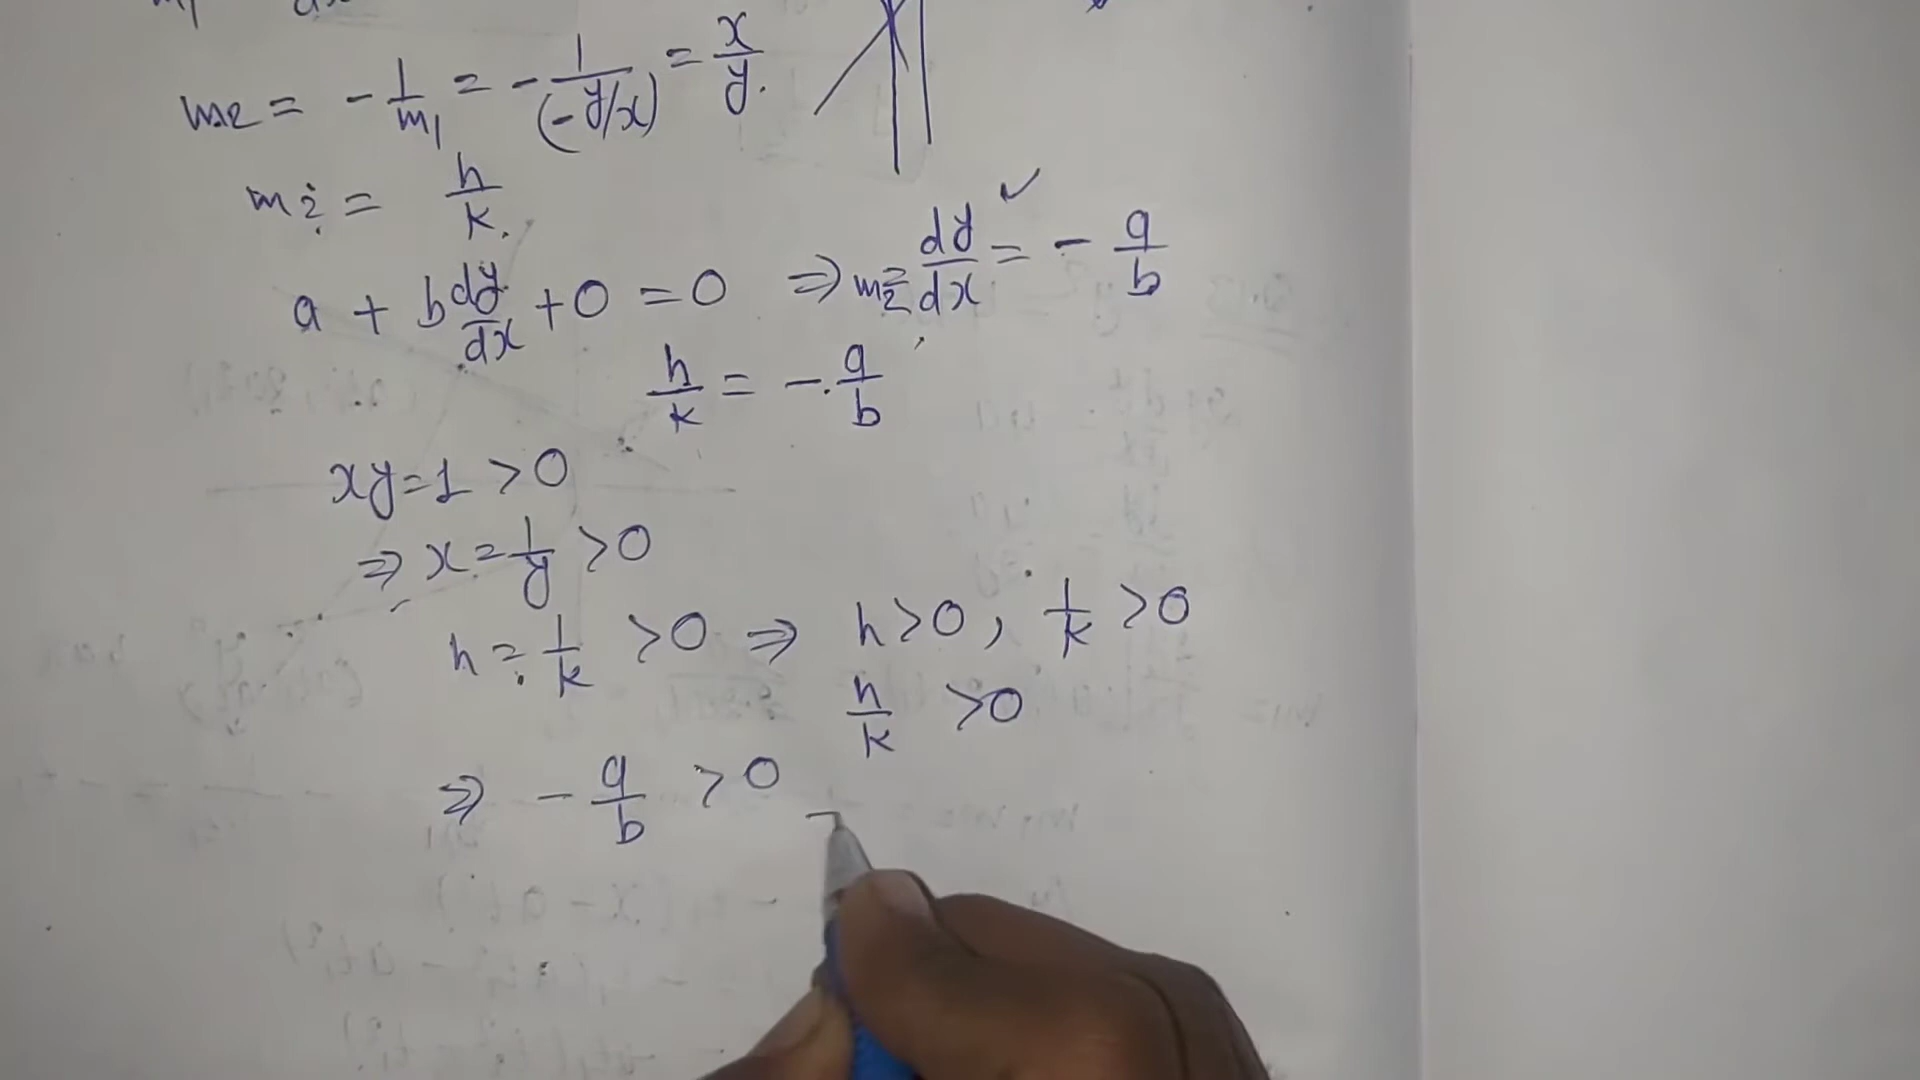 m2 = - 1/m1 = - 1/(-y/x) = x/y.
m2 = h/k.
a + b dy/dx + 0 = 0 ⇒ m2 = dy/dx = - a/b ✓
h/k = - a/b
xy = 1 > 0
⇒ x = 1/y > 0
h = 1/k > 0 ⇒ h > 0, 1/k > 0
h/k > 0
⇒ - a/b > 0